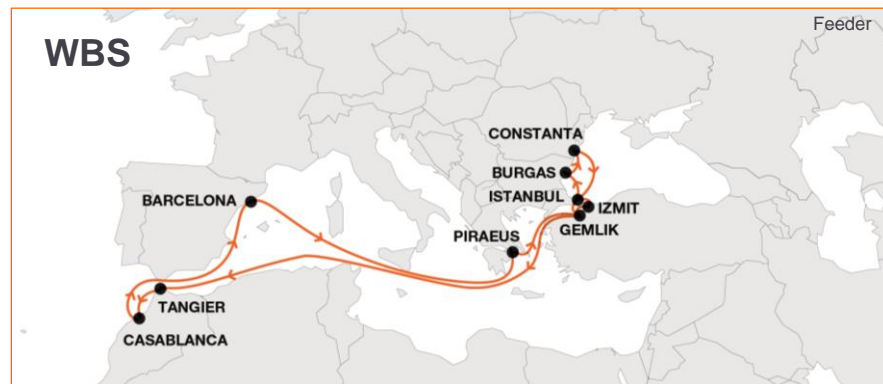 Feeder
WBS
CONSTANTA
BURGAS
ISTANBUL
IZMIT
GEMLIK
BARCELONA
PIRAEUS
TANGIER
CASABLANCA